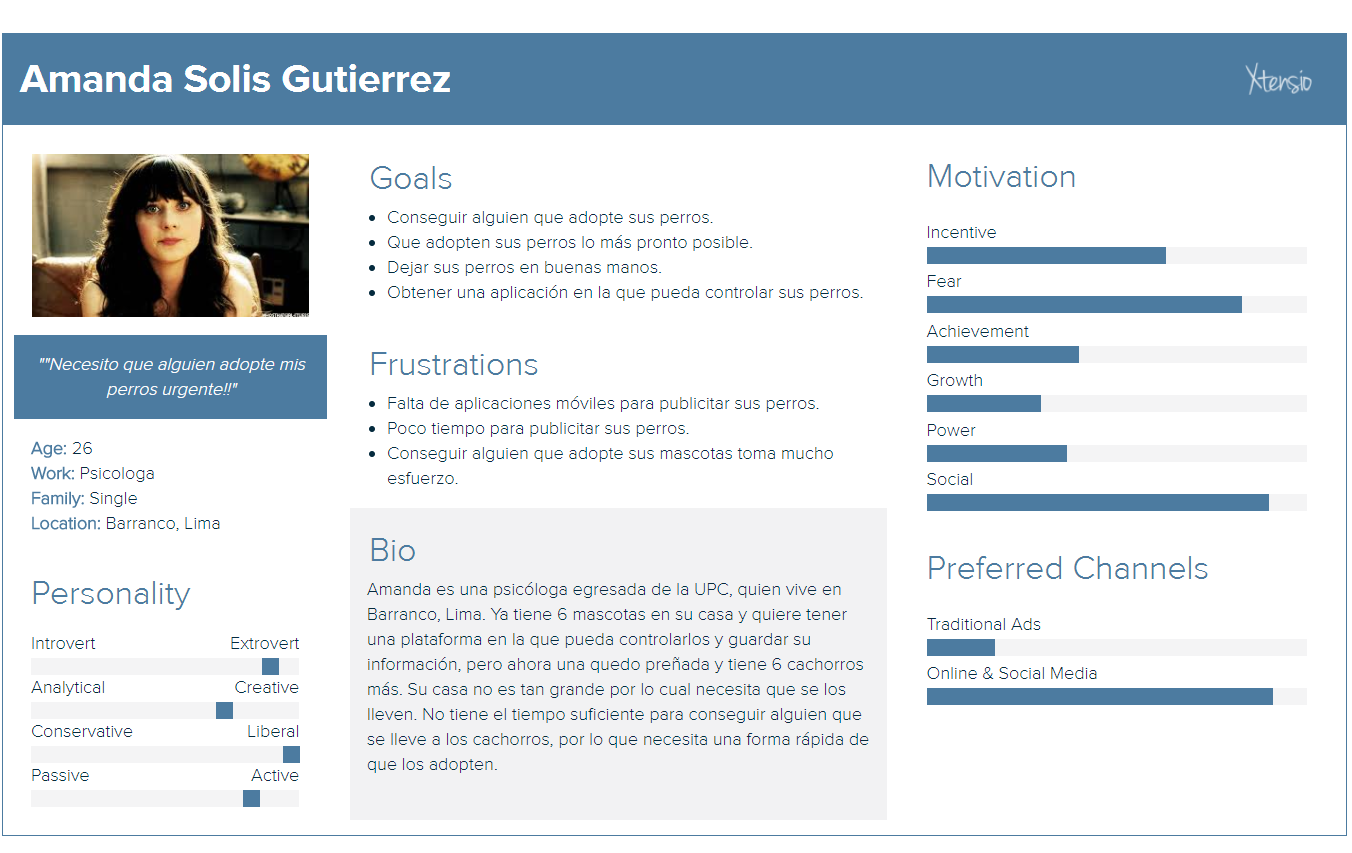 Amanda Solis Gutierrez
Xtensio
""Necesito que alguien adopte mis
perros urgente!!"
Age: 26
Work: Psicologa
Family: Single
Location: Barranco, Lima
Personality
Introvert Extrovert
Analytical Creative
Conservative Liberal
Passive Active
Goals
Conseguir alguien que adopte sus perros.
Que adopten sus perros lo más pronto posible.
Dejar sus perros en buenas manos.
Obtener una aplicación en la que pueda controlar sus perros.
Frustrations
Falta de aplicaciones móviles para publicitar sus perros.
Poco tiempo para publicitar sus perros.
Conseguir alguien que adopte sus mascotas toma mucho
esfuerzo.
Bio
Amanda es una psicóloga egresada de la UPC, quien vive en
Barranco, Lima. Ya tiene 6 mascotas en su casa y quiere tener
una plataforma en la que pueda controlarlos y guardar su
información, pero ahora una quedo preñada y tiene 6 cachorros
más. Su casa no es tan grande por lo cual necesita que se los
lleven. No tiene el tiempo suficiente para conseguir alguien que
se lleve a los cachorros, por lo que necesita una forma rápida de
que los adopten.
Motivation
Incentive
Fear
Achievement
Growth
Power
Social
Preferred Channels
Traditional Ads
Online & Social Media